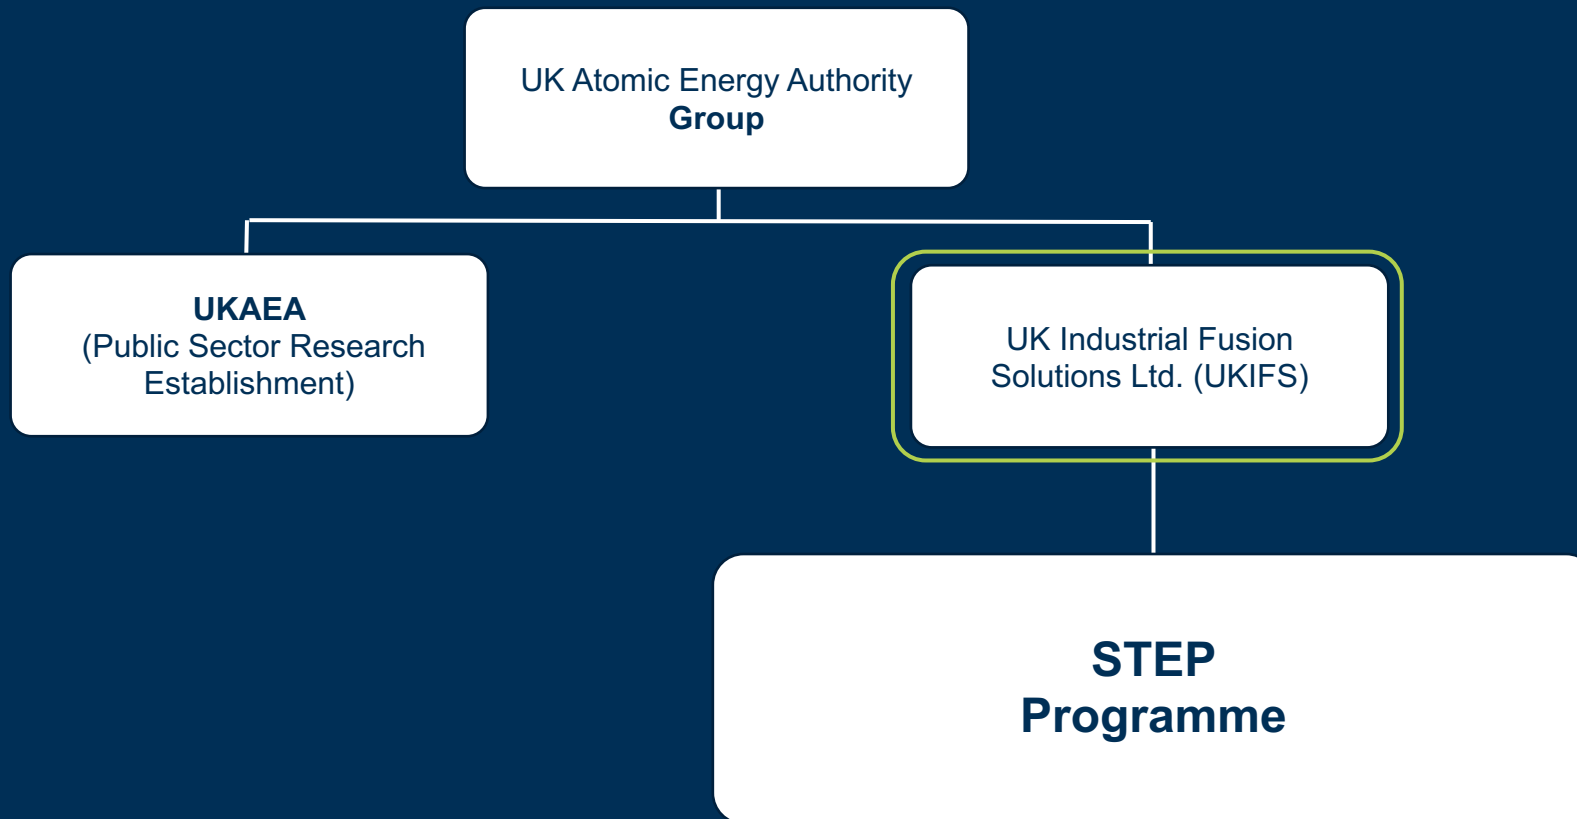 UK Atomic Energy Authority
Group
UKAEA
(Public Sector Research
Establishment)
UK Industrial Fusion
Solutions Ltd. (UKIFS)
STEP
Programme